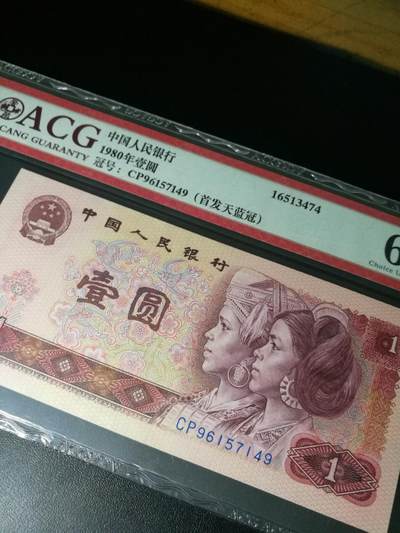 ACG
CANG GUARANTY
中国人民银行
1980年壹圆
冠号： CP96157149 （首发天蓝冠）
16513474
6
Choice U
中国人民银行
壹圆
1
CP96157149
1